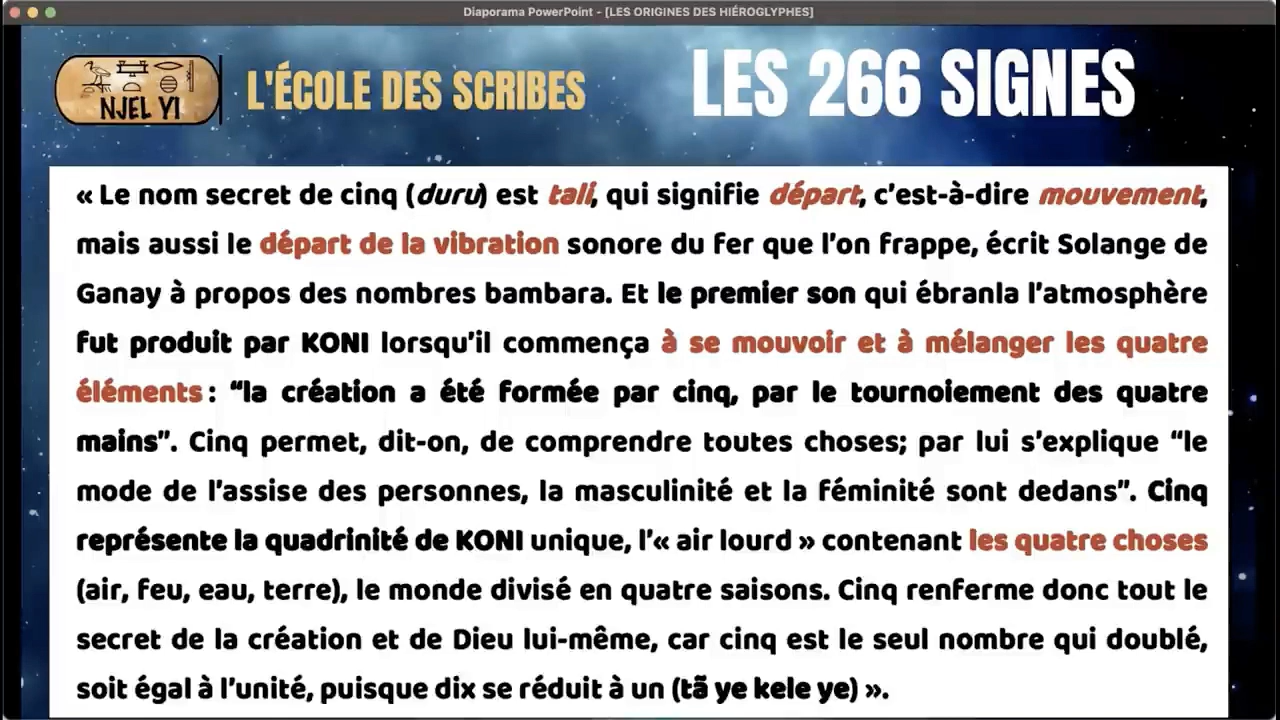 Diaporama PowerPoint - [LES ORIGINES DES HIÉROGLYPHES]
NJEL YI
L'ÉCOLE DES SCRIBES
LES 266 SIGNES
« Le nom secret de cinq (duru) est tali, qui signifie départ, c’est-à-dire mouvement,
mais aussi le départ de la vibration sonore du fer que l’on frappe, écrit Solange de
Ganay à propos des nombres bambara. Et le premier son qui ébranla l’atmosphère
fut produit par KONI lorsqu’il commença à se mouvoir et à mélanger les quatre
éléments : “la création a été formée par cinq, par le tournoiement des quatre
mains”. Cinq permet, dit-on, de comprendre toutes choses; par lui s’explique “le
mode de l’assise des personnes, la masculinité et la féminité sont dedans”. Cinq
représente la quadrinité de KONI unique, l’« air lourd » contenant les quatre choses
(air, feu, eau, terre), le monde divisé en quatre saisons. Cinq renferme donc tout le
secret de la création et de Dieu lui-même, car cinq est le seul nombre qui doublé,
soit égal à l’unité, puisque dix se réduit à un (tã ye kele ye) ».